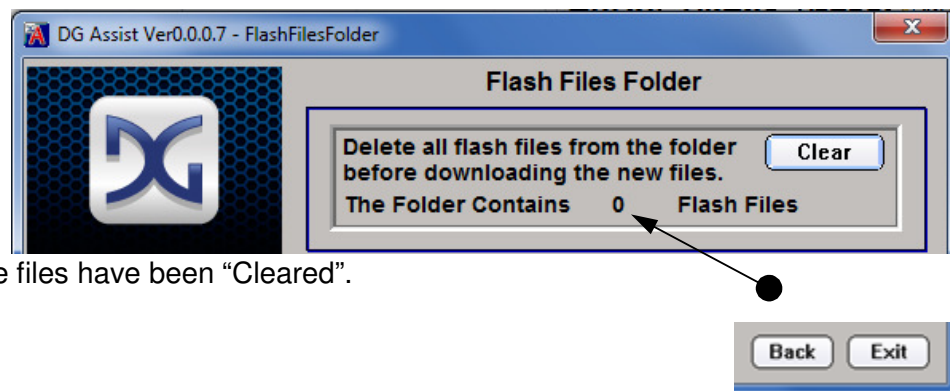 DG Assist Ver0.0.0.7 - FlashFilesFolder
Flash Files Folder
Delete all flash files from the folder
before downloading the new files.
Clear
The Folder Contains 0 Flash Files
files have been “Cleared”.
Back Exit